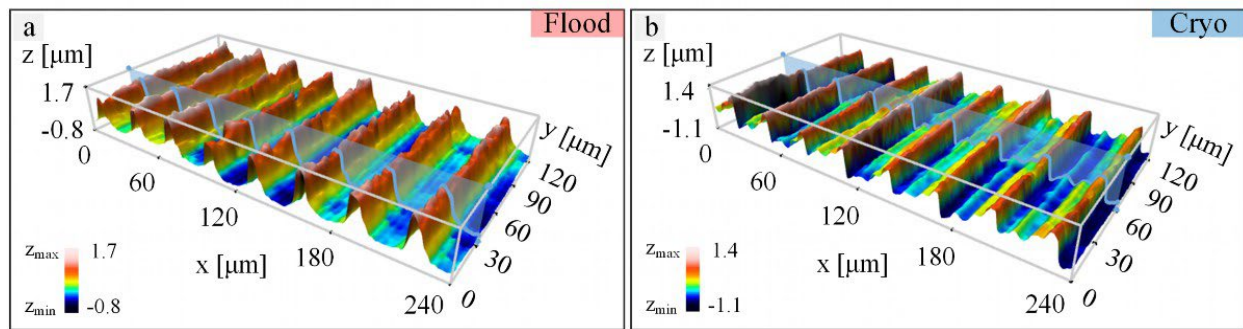 a
Flood
z [μm]
1.7
-0.8
0
60
120
180
240
x [μm]
y [μm]
120
90
60
30
0
zmax 1.7
zmin -0.8
b
Cryo
z [μm]
1.4
-1.1
0
60
120
180
240
x [μm]
y [μm]
120
90
60
30
0
zmax 1.4
zmin -1.1